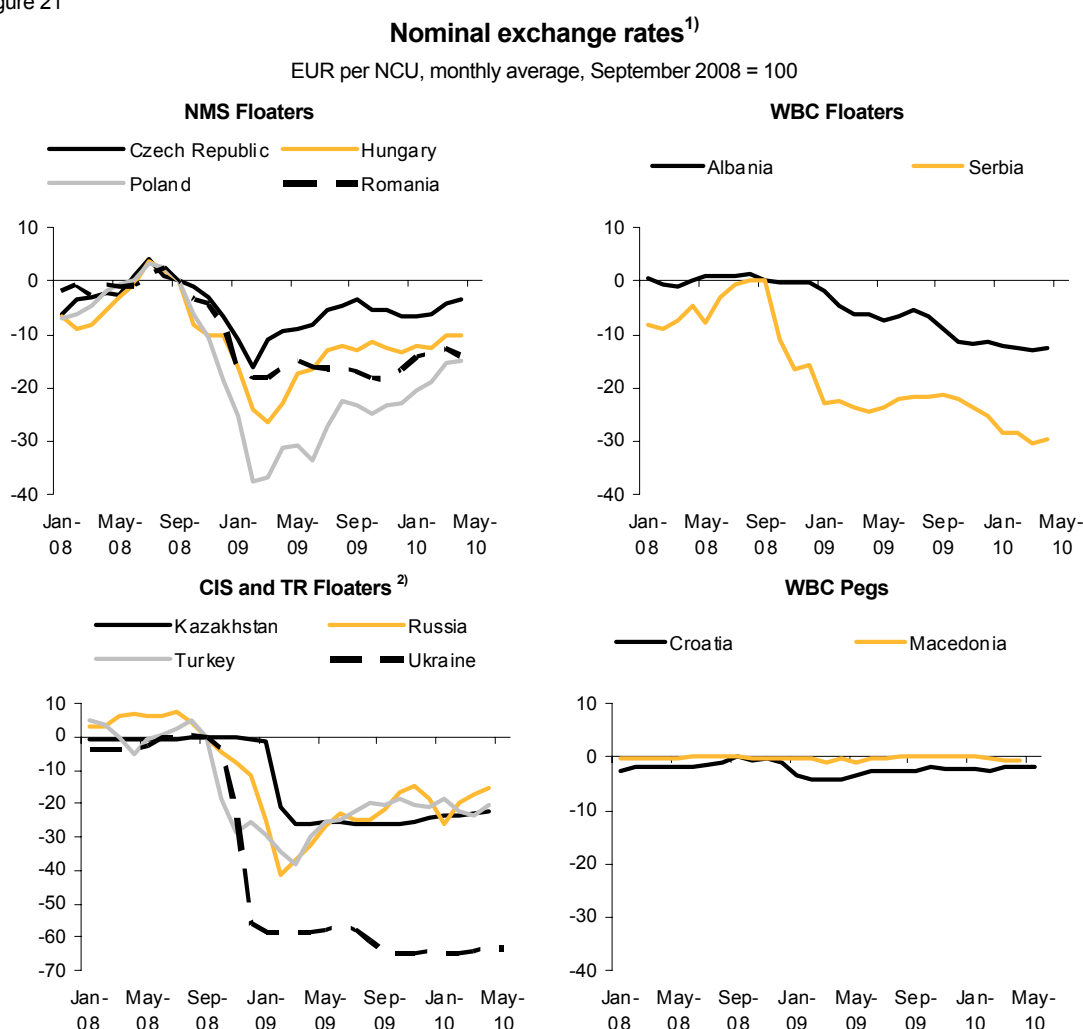 gure 21
Nominal exchange rates1)
EUR per NCU, monthly average, September 2008 = 100
NMS Floaters
Czech Republic Hungary
Poland Romania
10
0
-10
-20
-30
-40
Jan- May- Sep- Jan- May- Sep- Jan- May-
08 08 08 09 09 09 10 10
WBC Floaters
Albania Serbia
10
0
-10
-20
-30
-40
Jan- May- Sep- Jan- May- Sep- Jan- May-
08 08 08 09 09 09 10 10
CIS and TR Floaters 2)
Kazakhstan Russia
Turkey Ukraine
10
0
-10
-20
-30
-40
-50
-60
-70
Jan- May- Sep- Jan- May- Sep- Jan- May-
08 08 08 09 09 09 10 10
WBC Pegs
Croatia Macedonia
10
0
-10
-20
-30
-40
Jan- May- Sep- Jan- May- Sep- Jan- May-
08 08 08 09 09 09 10 10